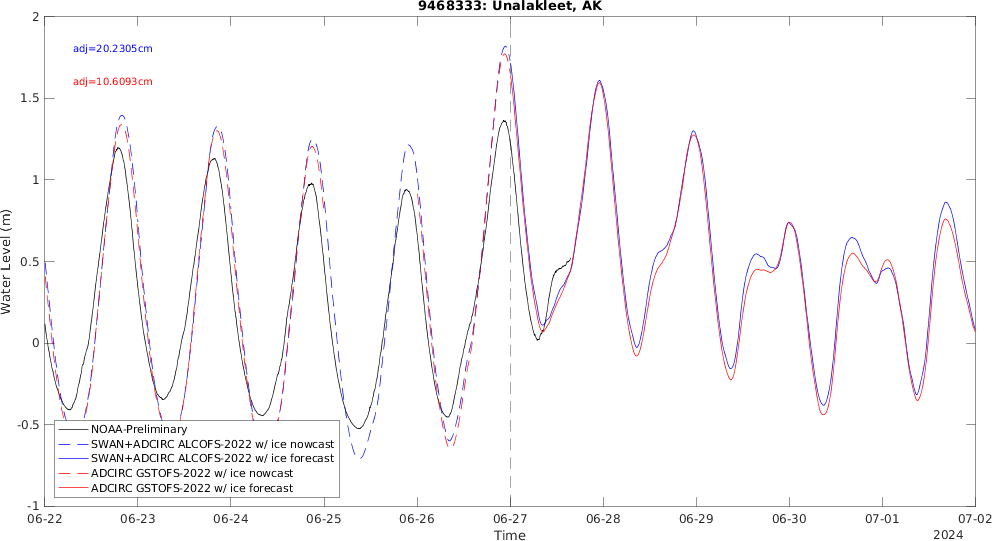 9468333: Unalakleet, AK
adj=20.2305cm
adj=10.6093cm
Water Level (m)
2
1.5
1
0.5
0
-0.5
-1
NOAA-Preliminary
SWAN+ADCIRC ALCOFS-2022 w/ ice nowcast
SWAN+ADCIRC ALCOFS-2022 w/ ice forecast
ADCIRC GSTOFS-2022 w/ ice nowcast
ADCIRC GSTOFS-2022 w/ ice forecast
06-22 06-23 06-24 06-25 06-26 06-27 06-28 06-29 06-30 07-01 07-02
Time
2024